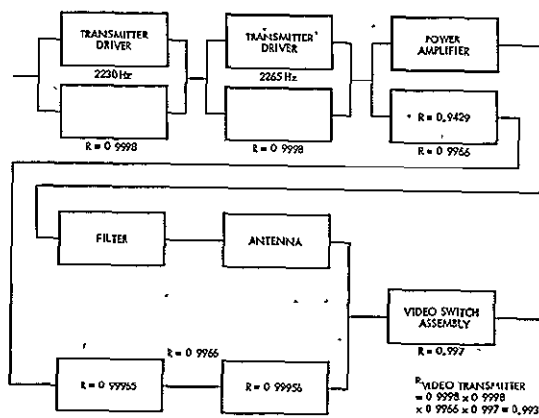 TRANSMITTER
DRIVER
2230 Hz
R = 0 9998
TRANSMITTER
DRIVER
2265 Hz
R = 0 9998
POWER
AMPLIFIER
R = 0.9429
R = 0 9966
FILTER
ANTENNA
R = 0 9966
R = 0 99965
R = 0 99956
VIDEO SWITCH
ASSEMBLY
R = 0.997
R VIDEO TRANSMITTER
= 0 9998 x 0 9998
x 0 9966 x 0 997 = 0.993